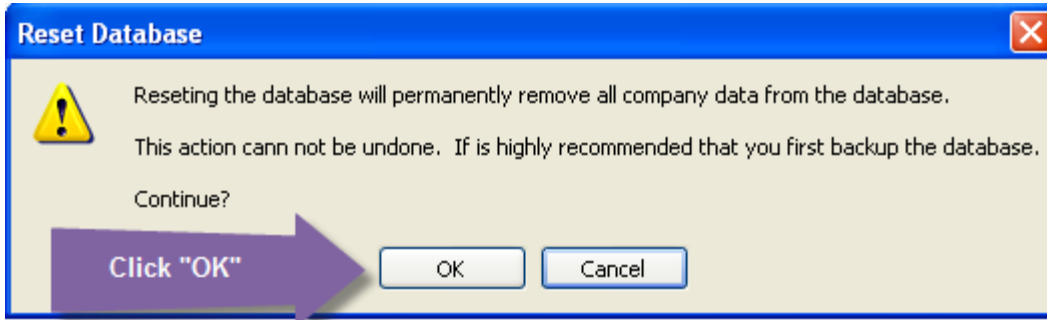 Reset Database
Reseting the database will permanently remove all company data from the database.
This action cann not be undone.  If is highly recommended that you first backup the database.
Continue?
Click "OK"
OK
Cancel